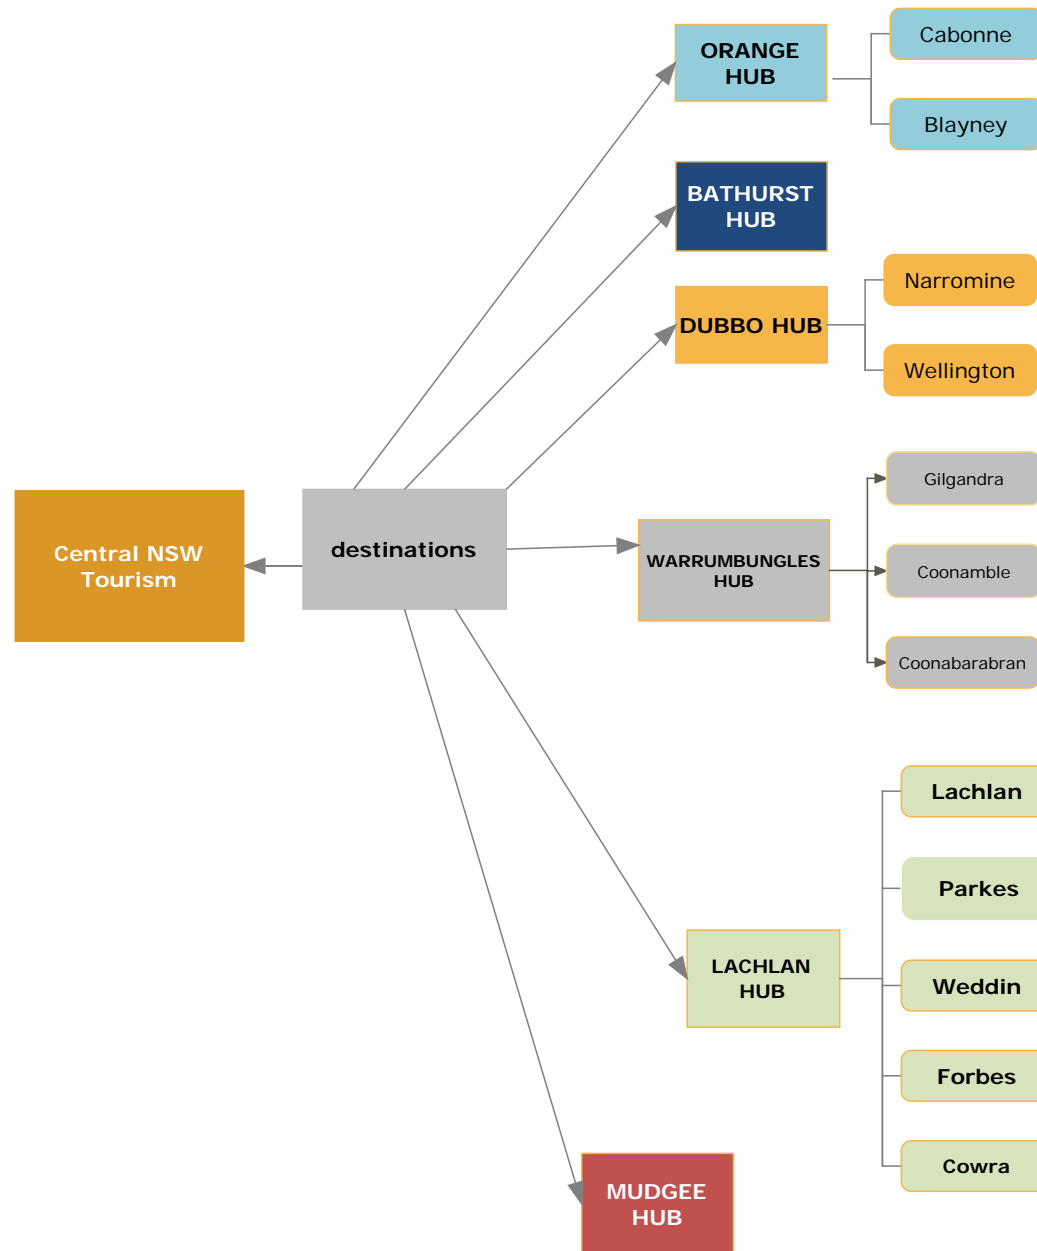 ORANGE
HUB
Cabonne
Blayney
BATHURST
HUB
DUBBO HUB
Narromine
Wellington
Central NSW
Tourism
destinations
WARRUMBUNGLES
HUB
Gilgandra
Coonamble
Coonabarabran
LACHLAN
HUB
Lachlan
Parkes
Weddin
Forbes
Cowra
MUDGEE
HUB